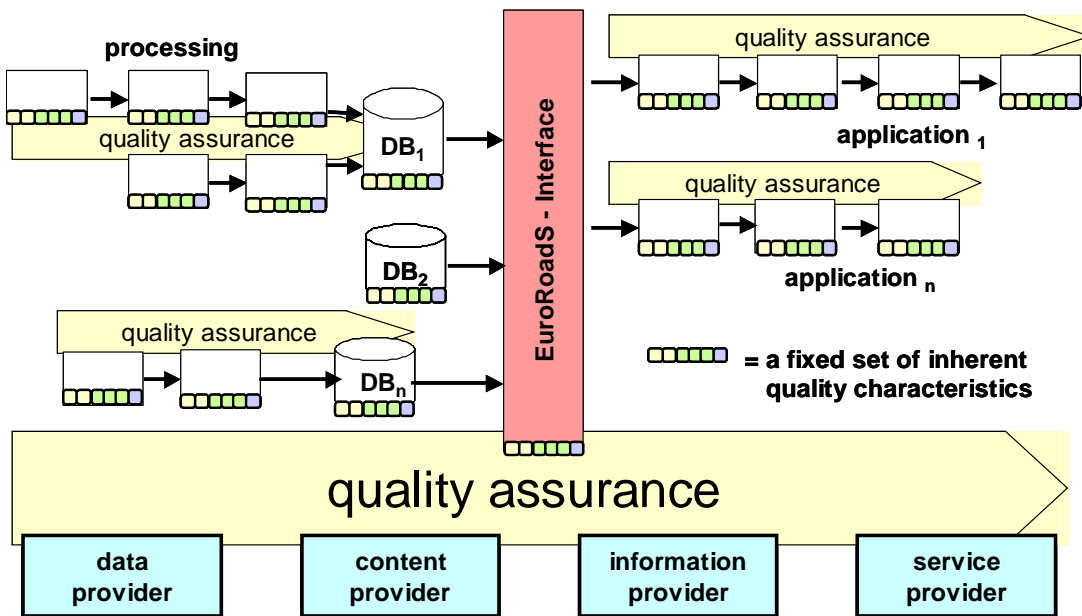 processing
quality assurance
DB1
DB2
quality assurance
DBn
EuroRoadS - Interface
quality assurance
application 1
quality assurance
application n
= a fixed set of inherent
quality characteristics
quality assurance
data
provider
content
provider
information
provider
service
provider